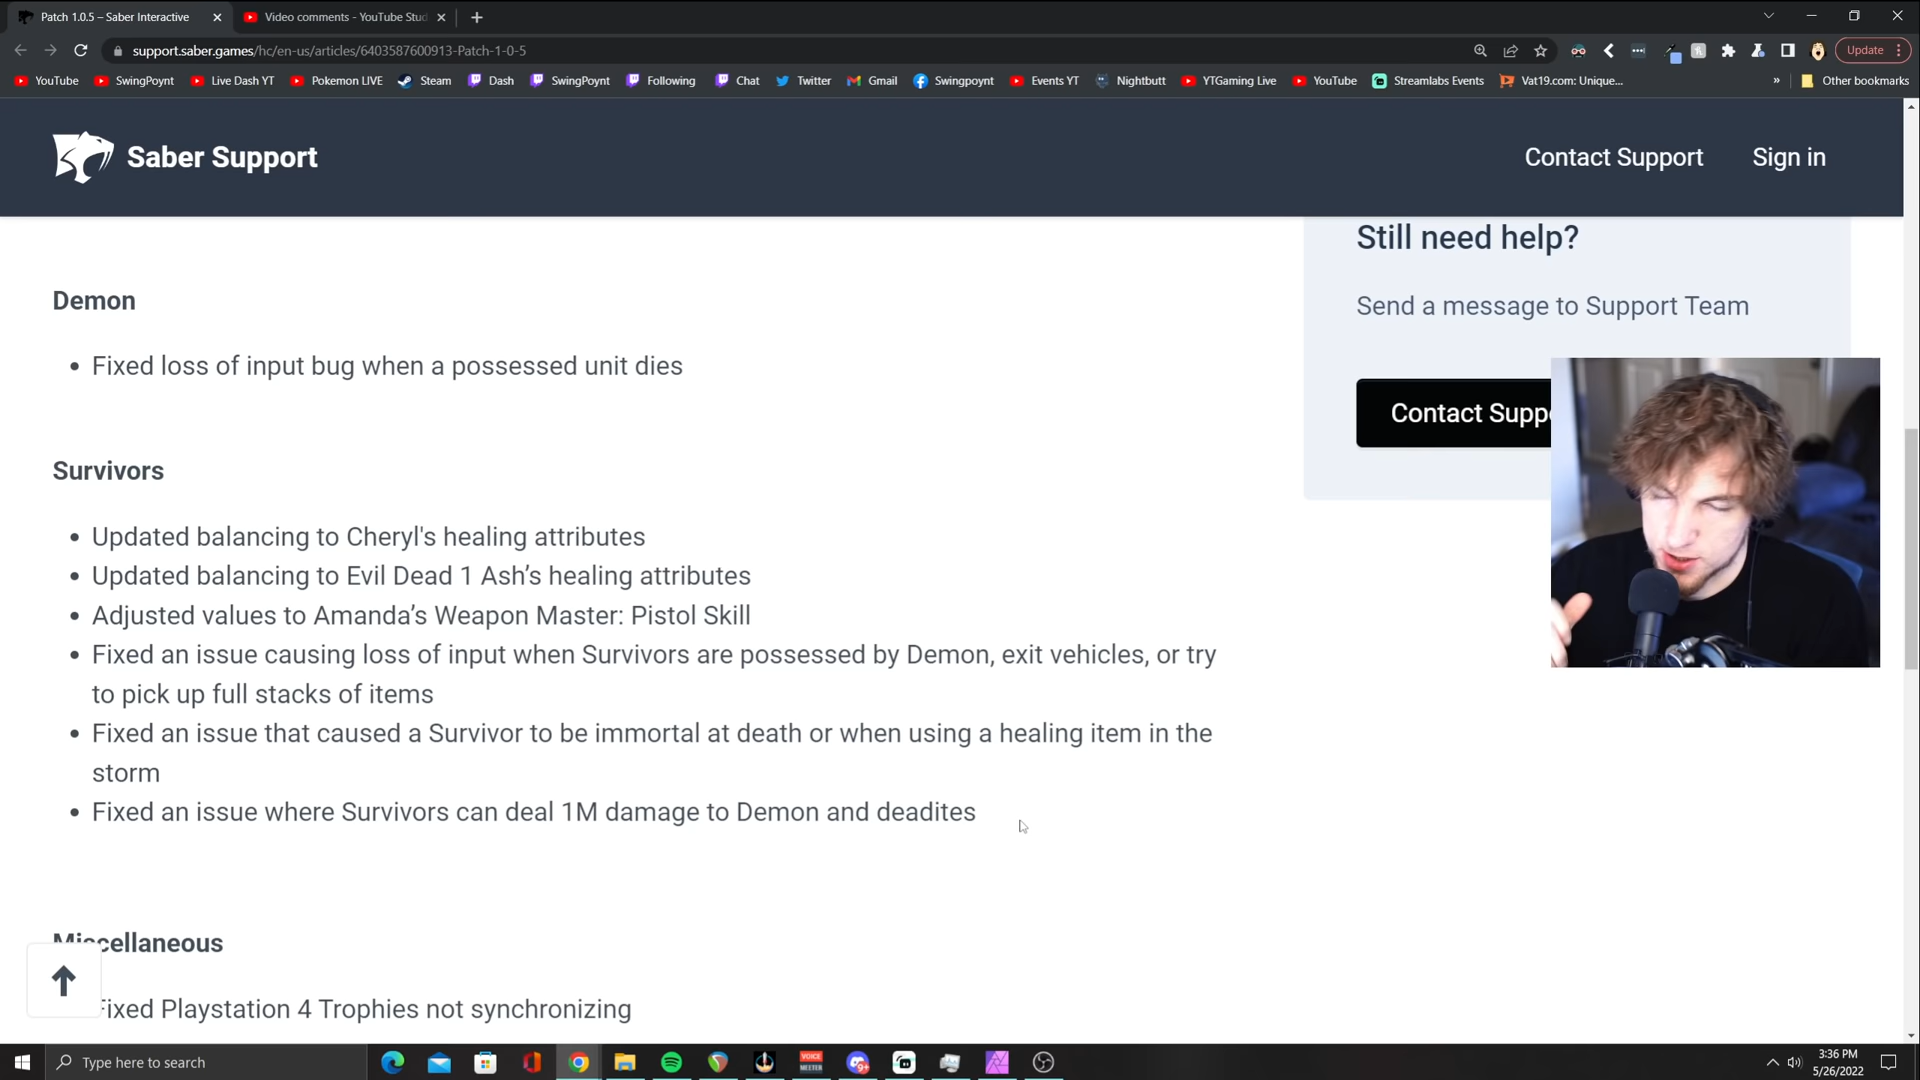 Patch 1.0.5 – Saber Interactive
Video comments - YouTube Stud
support.saber.games/hc/en-us/articles/6403587600913-Patch-1-0-5
Update
YouTube SwingPoynt Live Dash YT Pokemon LIVE Steam Dash SwingPoynt Following Chat Twitter Gmail Swingpoynt Events YT Nightbutt YTGaming Live YouTube Streamlabs Events Vat19.com: Unique... » Other bookmarks
Saber Support
Contact Support Sign in
Still need help?
Send a message to Support Team
Contact Suppo
Demon
• Fixed loss of input bug when a possessed unit dies
Survivors
• Updated balancing to Cheryl's healing attributes
• Updated balancing to Evil Dead 1 Ash’s healing attributes
• Adjusted values to Amanda’s Weapon Master: Pistol Skill
• Fixed an issue causing loss of input when Survivors are possessed by Demon, exit vehicles, or try
to pick up full stacks of items
• Fixed an issue that caused a Survivor to be immortal at death or when using a healing item in the
storm
• Fixed an issue where Survivors can deal 1M damage to Demon and deadites
Miscellaneous
Fixed Playstation 4 Trophies not synchronizing
Type here to search
VOICE
MEETER
9+
3:36 PM
5/26/2022